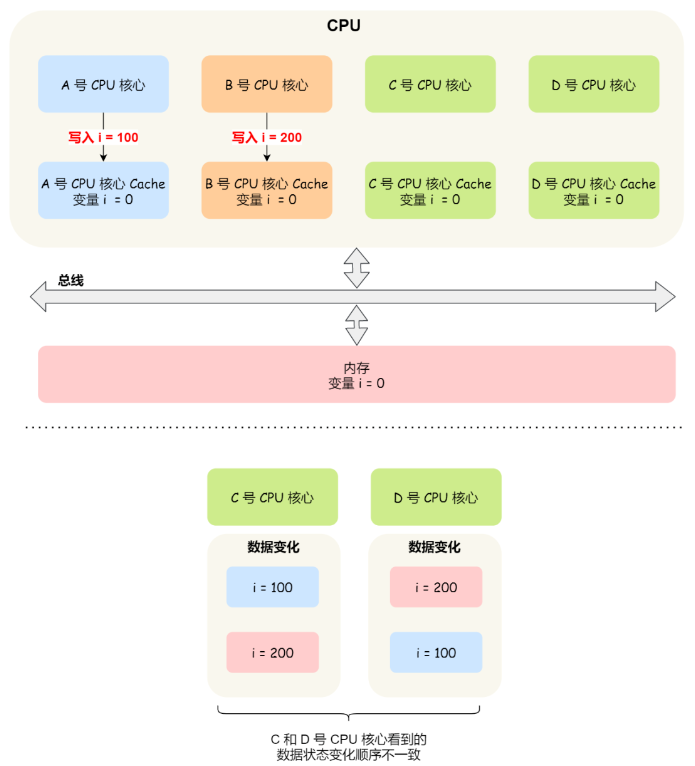 CPU
A 号 CPU 核心
B 号 CPU 核心
C 号 CPU 核心
D 号 CPU 核心
写入 i = 100
写入 i = 200
A 号 CPU 核心 Cache
变量 i = 0
B 号 CPU 核心 Cache
变量 i = 0
C 号 CPU 核心 Cache
变量 i = 0
D 号 CPU 核心 Cache
变量 i = 0
总线
内存
变量 i = 0
C 号 CPU 核心
D 号 CPU 核心
数据变化
数据变化
i = 100
i = 200
i = 200
i = 100
C 和 D 号 CPU 核心看到的
数据状态变化顺序不一致